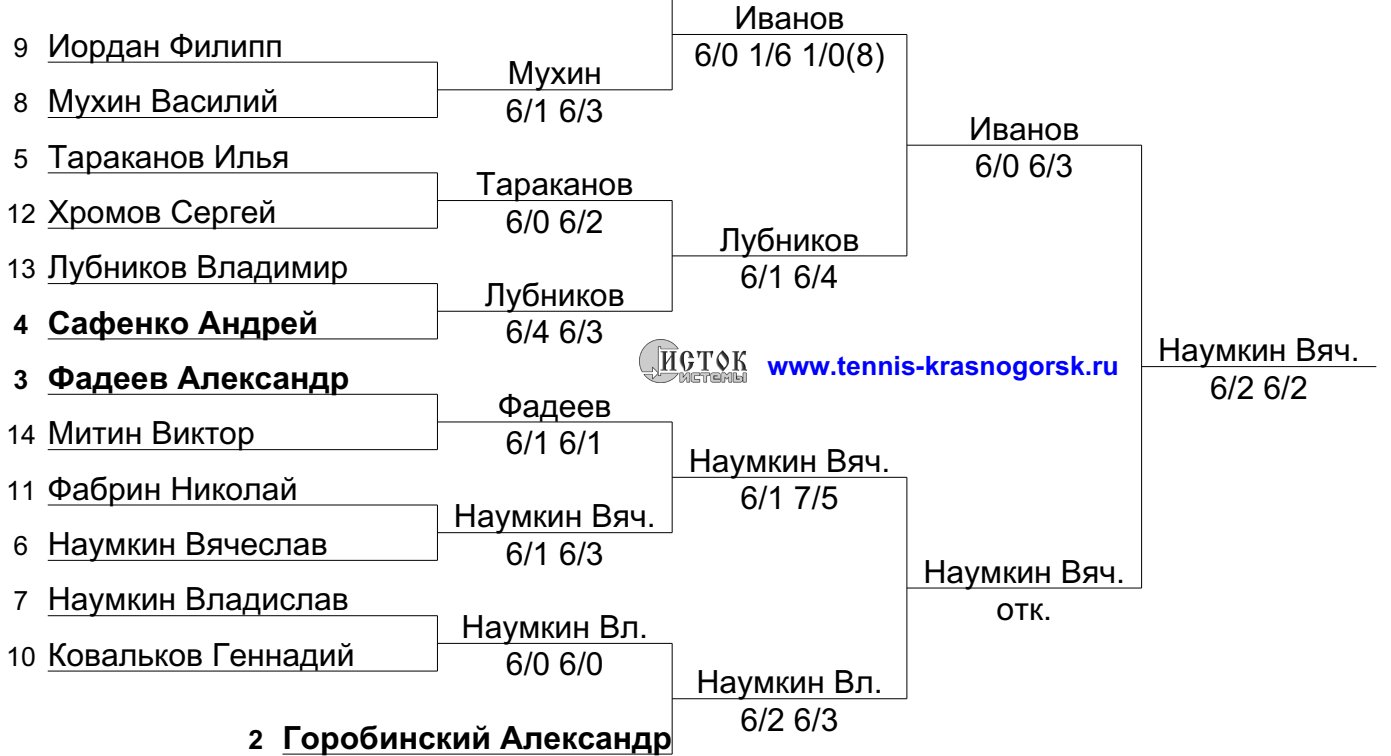 Иванов
6/0 1/6 1/0(8)
9 Иордан Филипп
Мухин
6/1 6/3
8 Мухин Василий
Иванов
6/0 6/3
5 Тараканов Илья
Тараканов
6/0 6/2
12 Хромов Сергей
Лубников
6/1 6/4
13 Лубников Владимир
Лубников
6/4 6/3
4 Сафенко Андрей
ИСТОК
СИСТЕМЫ
www.tennis-krasnogorsk.ru
Наумкин Вяч.
6/2 6/2
3 Фадеев Александр
Фадеев
6/1 6/1
14 Митин Виктор
Наумкин Вяч.
6/1 7/5
11 Фабрин Николай
Наумкин Вяч.
6/1 6/3
6 Наумкин Вячеслав
Наумкин Вяч.
отк.
7 Наумкин Владислав
Наумкин Вл.
6/0 6/0
10 Ковальков Геннадий
Наумкин Вл.
6/2 6/3
2 Горобинский Александр